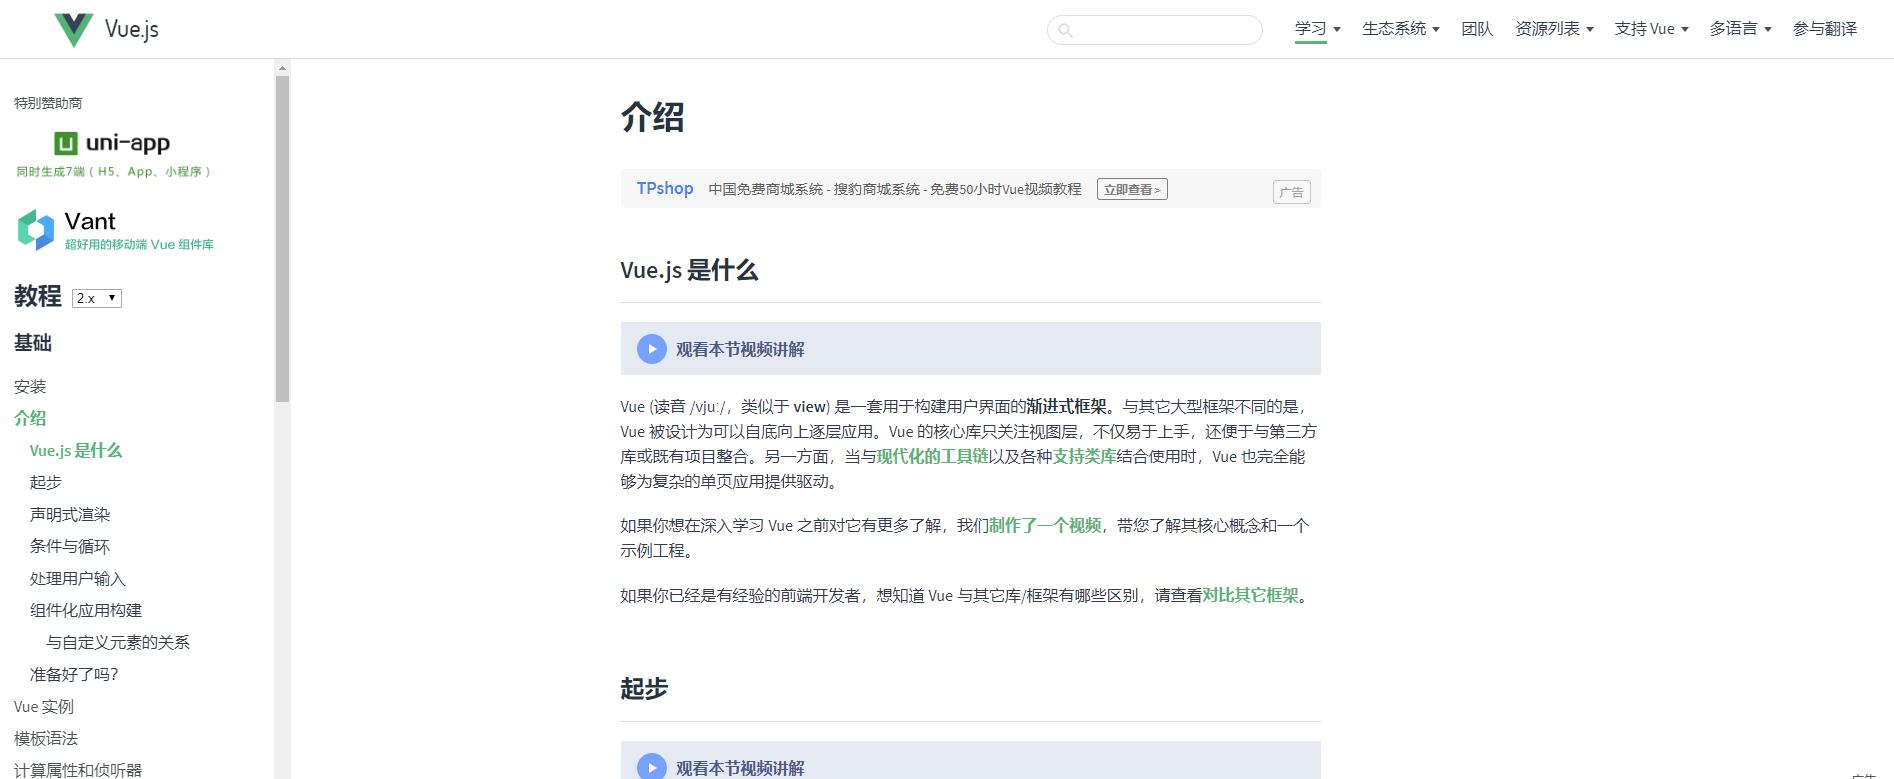 Vue.js
学习
生态系统
团队
资源列表
支持 Vue
多语言
参与翻译
特别赞助商
uni-app
同时生成7端（H5、App、小程序）
Vant
超好用的移动端 Vue 组件库
教程 2.x
基础
安装
介绍
Vue.js 是什么
起步
声明式渲染
条件与循环
处理用户输入
组件化应用构建
与自定义元素的关系
准备好了吗？
Vue 实例
模板语法
计算属性和侦听器
介绍
TPshop 中国免费商城系统 - 搜豹商城系统 - 免费50小时Vue视频教程 立即查看 >
广告
Vue.js 是什么
观看本节视频讲解
Vue (读音 /vjuː/，类似于 view) 是一套用于构建用户界面的渐进式框架。与其它大型框架不同的是，
Vue 被设计为可以自底向上逐层应用。Vue 的核心库只关注视图层，不仅易于上手，还便于与第三方
库或既有项目整合。另一方面，当与现代化的工具链以及各种支持类库结合使用时，Vue 也完全能
够为复杂的单页应用提供驱动。
如果你想在深入学习 Vue 之前对它有更多了解，我们制作了一个视频，带您了解其核心概念和一个
示例工程。
如果你已经是有经验的前端开发者，想知道 Vue 与其它库/框架有哪些区别，请查看对比其它框架。
起步
观看本节视频讲解